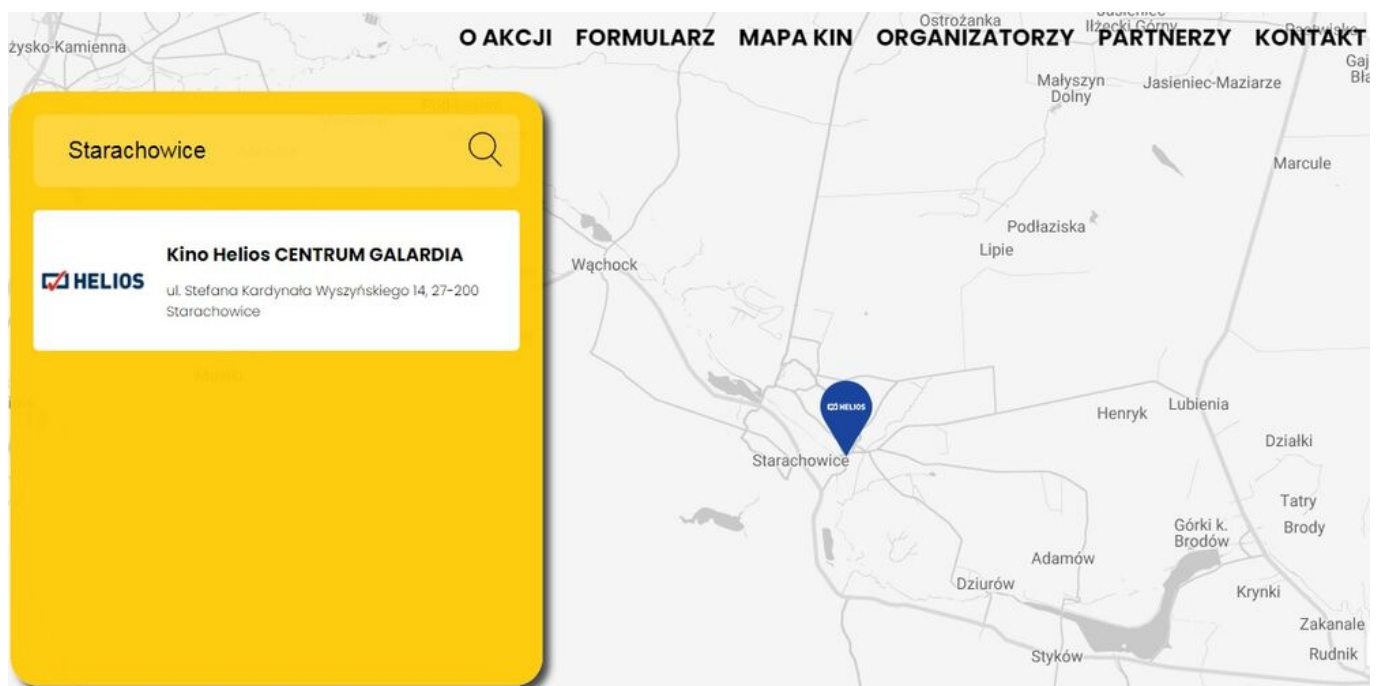 O AKCJI FORMULARZ MAPA KIN ORGANIZATORZY PARTNERZY KONTAKT
Ostrożanka
Iłżecki Górny
żysko-Kamienna
Małyszyn
Dolny
Jasieniec-Maziarze
Starachowice
Marcule
HELIOS
Kino Helios CENTRUM GALARDIA
ul. Stefana Kardynała Wyszyńskiego 14, 27-200
Starachowice
Podłaziska
Lipie
Wąchock
HELIOS
Henryk
Lubienia
Działki
Starachowice
Tatry
Górki k.
Brodów
Brody
Adamów
Dziurów
Krynki
Zakanale
Styków
Rudnik